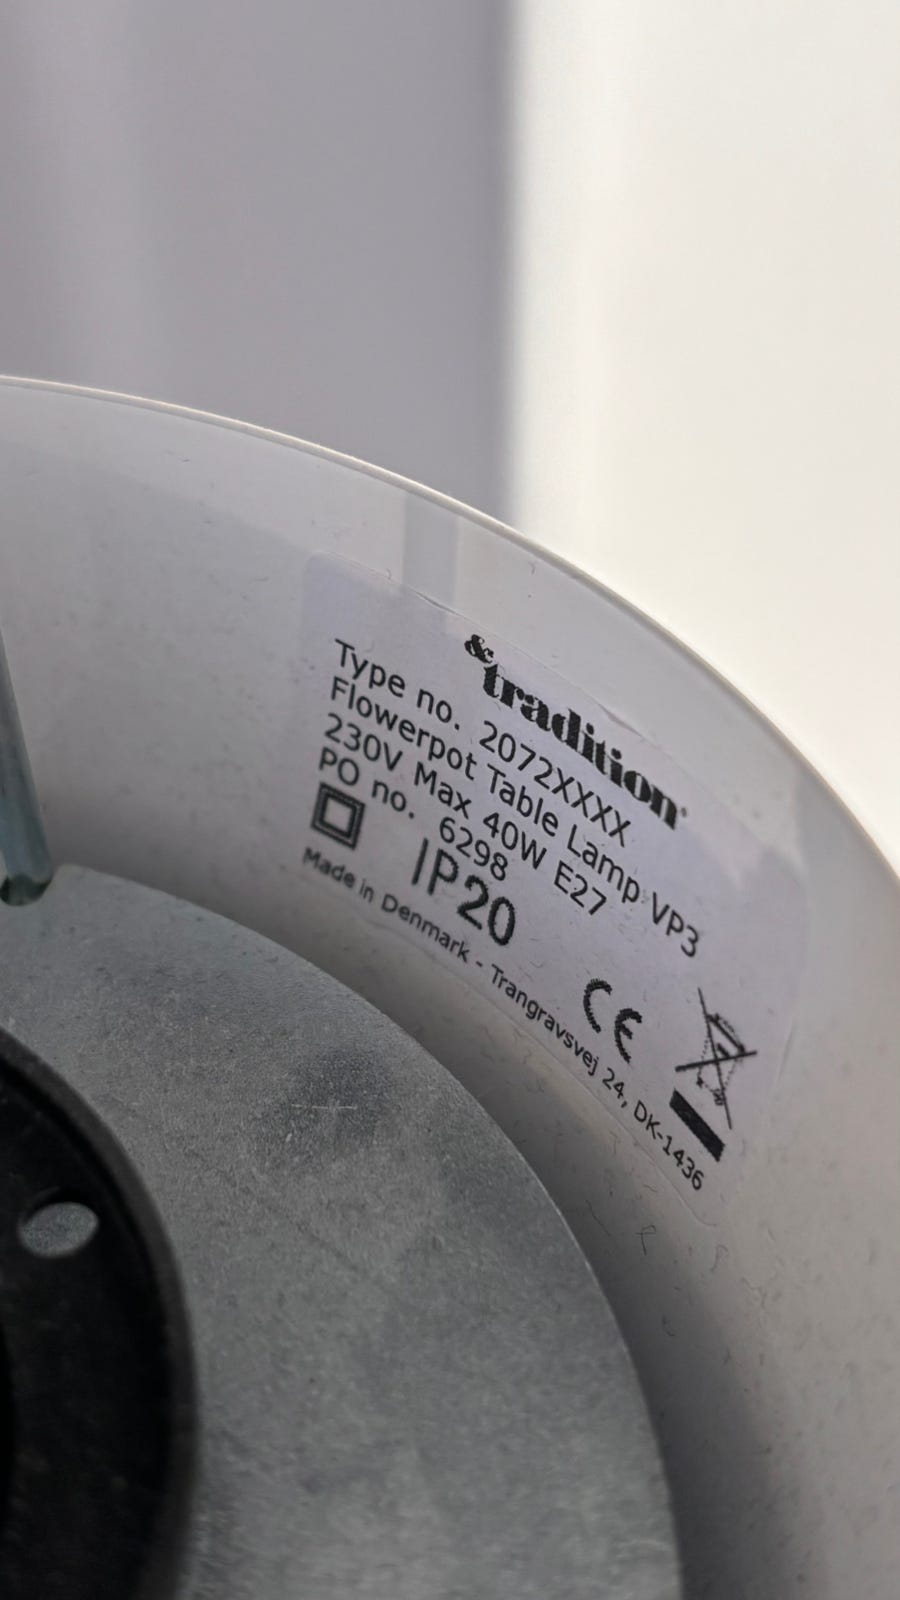 &tradition®
Type no. 2072XXXX
Flowerpot Table Lamp VP3
230V Max 40W E27
PO no. 6298
IP20
CE
Made in Denmark - Trangravsvej 24, DK-1436